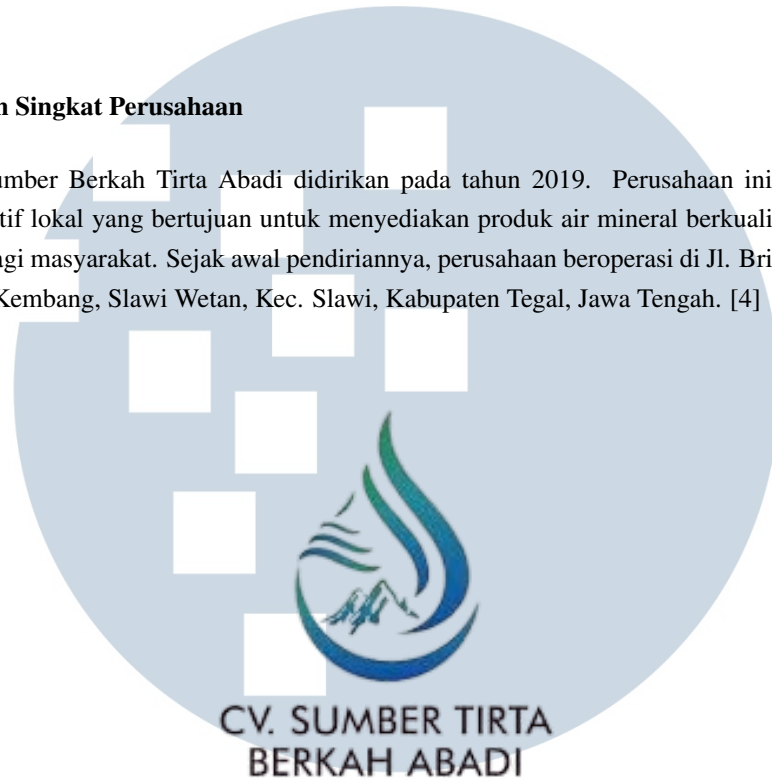 n Singkat Perusahaan
umber Berkah Tirta Abadi didirikan pada tahun 2019. Perusahaan ini
tif lokal yang bertujuan untuk menyediakan produk air mineral berkuali
agi masyarakat. Sejak awal pendiriannya, perusahaan beroperasi di Jl. Bri
Kembang, Slawi Wetan, Kec. Slawi, Kabupaten Tegal, Jawa Tengah. [4]
CV. SUMBER TIRTA
BERKAH ABADI